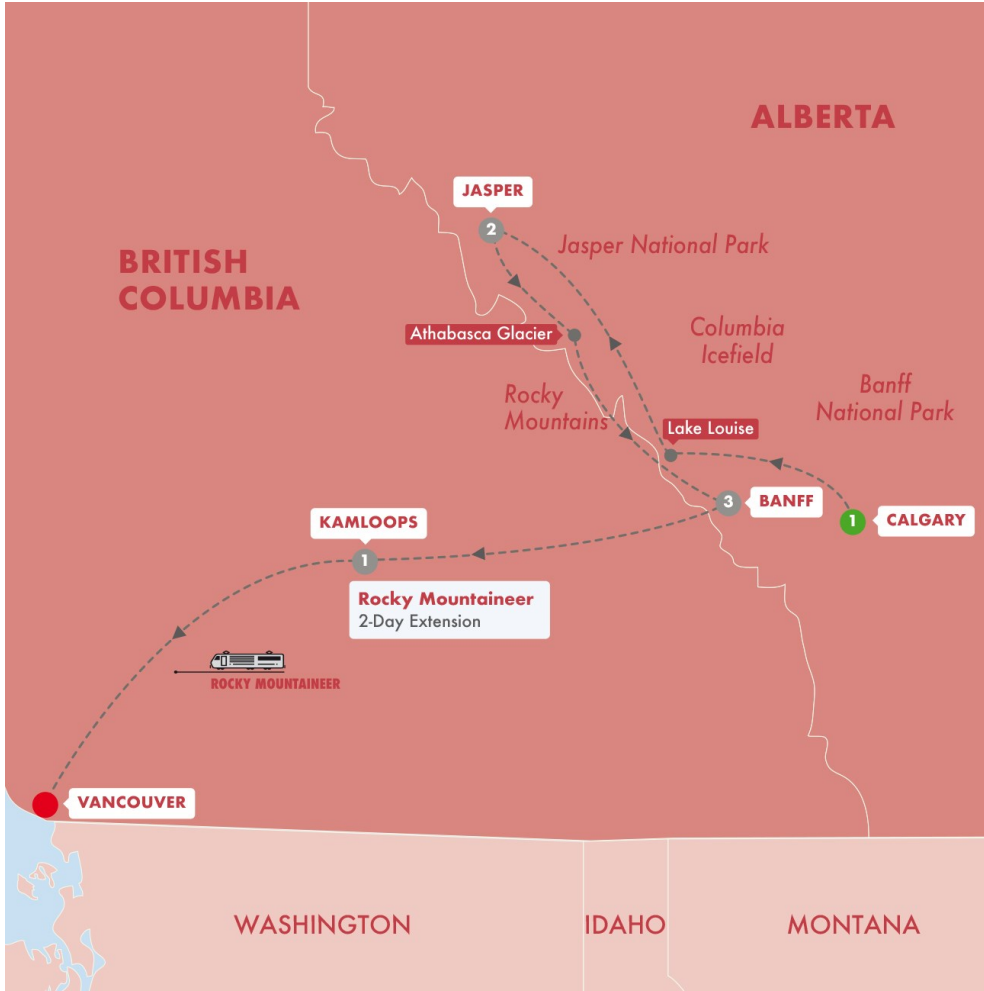 ALBERTA
JASPER
2
Jasper National Park
BRITISH
COLUMBIA
Athabasca Glacier
Columbia
Icefield
Banff
National Park
Rocky
Mountains
Lake Louise
3
BANFF
1
CALGARY
KAMLOOPS
1
Rocky Mountaineer
2-Day Extension
ROCKY MOUNTAINEER
VANCOUVER
WASHINGTON
IDAHO
MONTANA